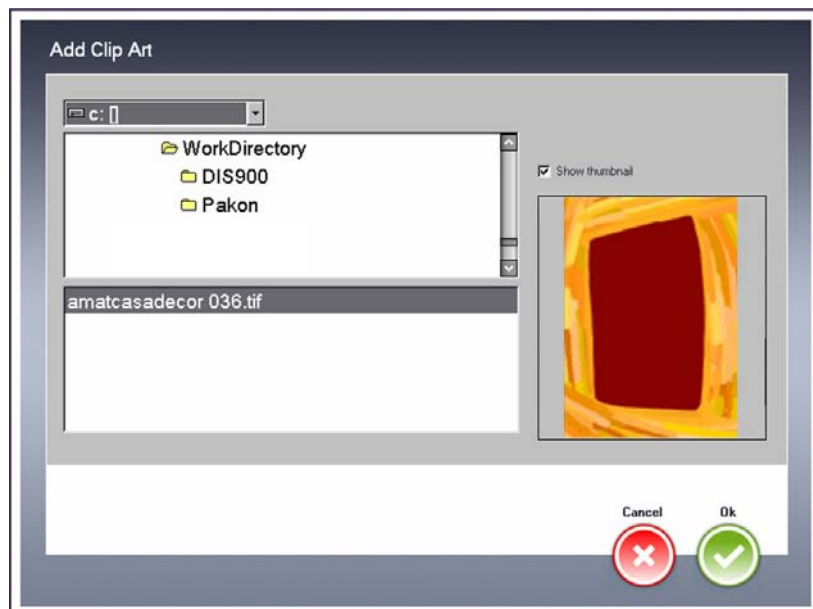 Add Clip Art
c: []
WorkDirectory
DIS900
Pakon
Show thumbnail
amatcasadecor 036.tif
Cancel
Ok